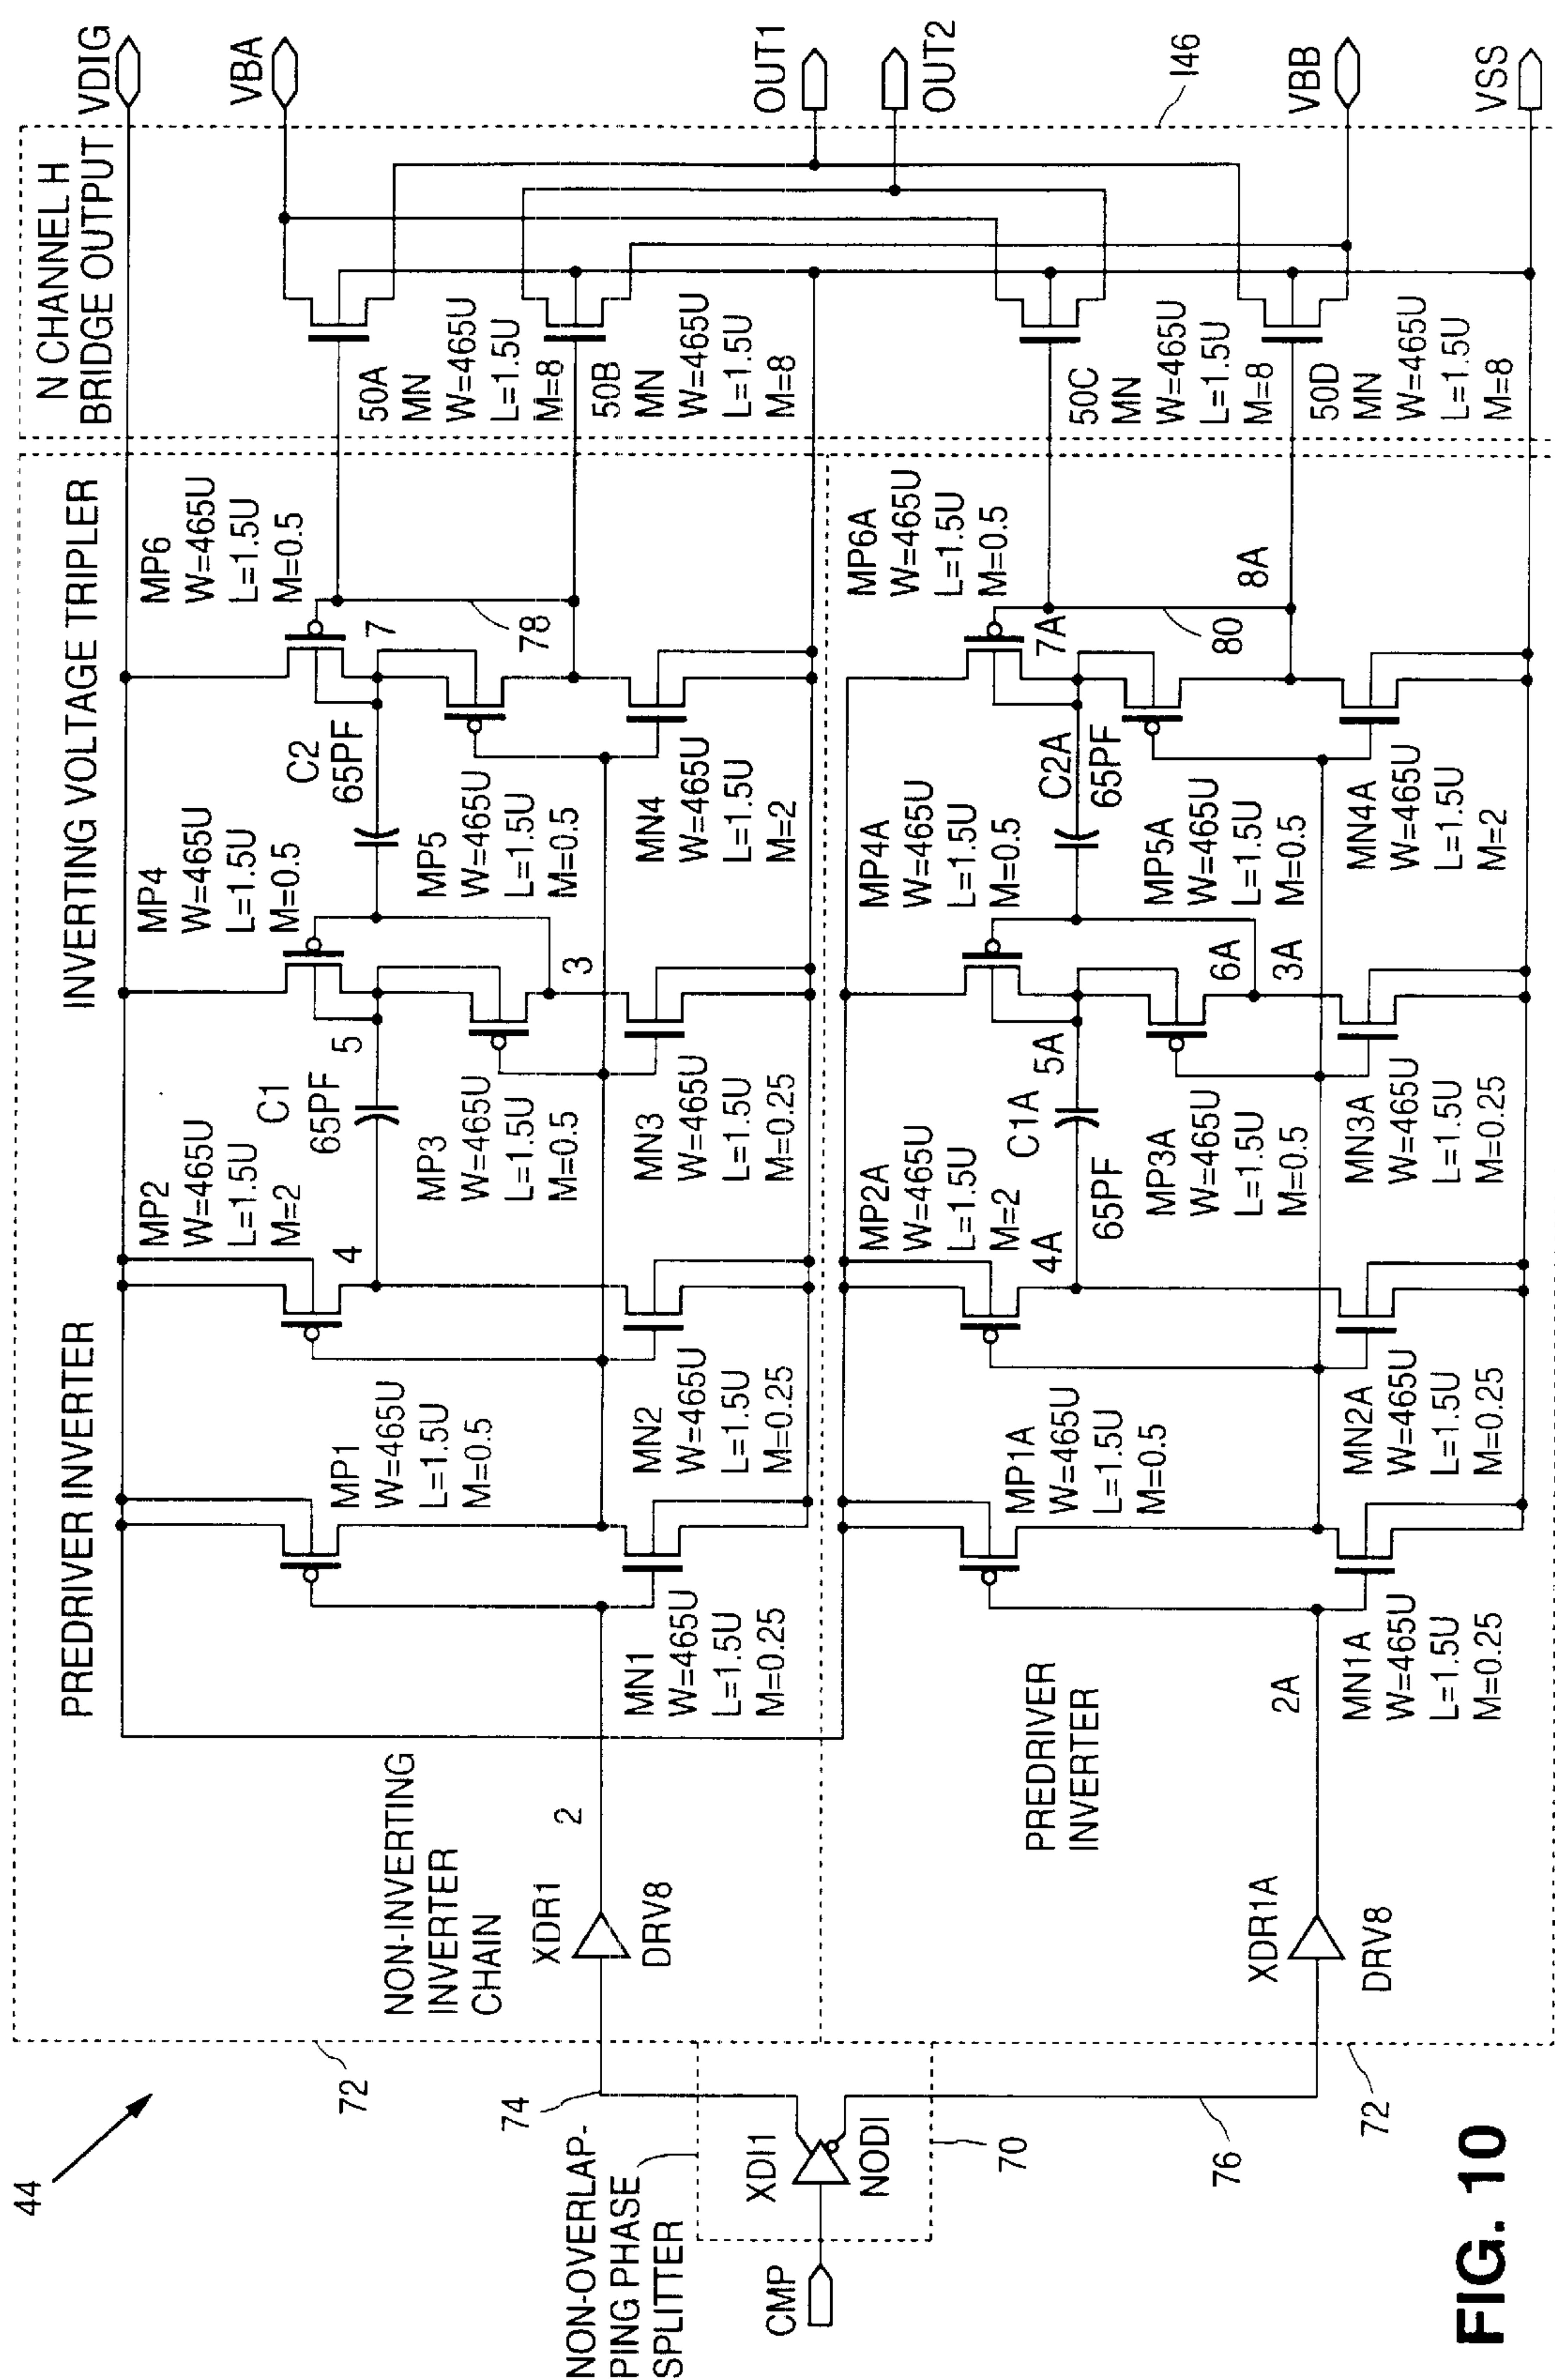 44
NON-OVERLAP-
PING PHASE
SPLITTER
CMP
XDI1
NODI
70
72
74
76
72
NON-INVERTING
INVERTER
CHAIN
XDR1
DRV8
2
XDR1A
DRV8
2A
PREDRIVER INVERTER
PREDRIVER
INVERTER
INVERTING VOLTAGE TRIPLER
N CHANNEL H
BRIDGE OUTPUT
MP1
W=465U
L=1.5U
M=0.5
MN1
W=465U
L=1.5U
M=0.25
MP2
W=465U
L=1.5U
M=2
4
MN2
W=465U
L=1.5U
M=0.25
C1
65PF
5
MP3
W=465U
L=1.5U
M=0.5
3
MN3
W=465U
L=1.5U
M=0.25
MP4
W=465U
L=1.5U
M=0.5
C2
65PF
7
MP5
W=465U
L=1.5U
M=0.5
MN4
W=465U
L=1.5U
M=2
MP6
W=465U
L=1.5U
M=0.5
78
50A
MN
W=465U
L=1.5U
M=8
50B
MN
W=465U
L=1.5U
M=8
MP1A
W=465U
L=1.5U
M=0.5
MN1A
W=465U
L=1.5U
M=0.25
MP2A
W=465U
L=1.5U
M=2
4A
MN2A
W=465U
L=1.5U
M=0.25
C1A
65PF
5A
MP3A
W=465U
L=1.5U
M=0.5
6A
3A
MN3A
W=465U
L=1.5U
M=0.25
MP4A
W=465U
L=1.5U
M=0.5
C2A
65PF
7A
MP5A
W=465U
L=1.5U
M=0.5
MN4A
W=465U
L=1.5U
M=2
MP6A
W=465U
L=1.5U
M=0.5
80
8A
50C
MN
W=465U
L=1.5U
M=8
50D
MN
W=465U
L=1.5U
M=8
VDIG
VBA
OUT1
OUT2
146
VBB
VSS
FIG. 10